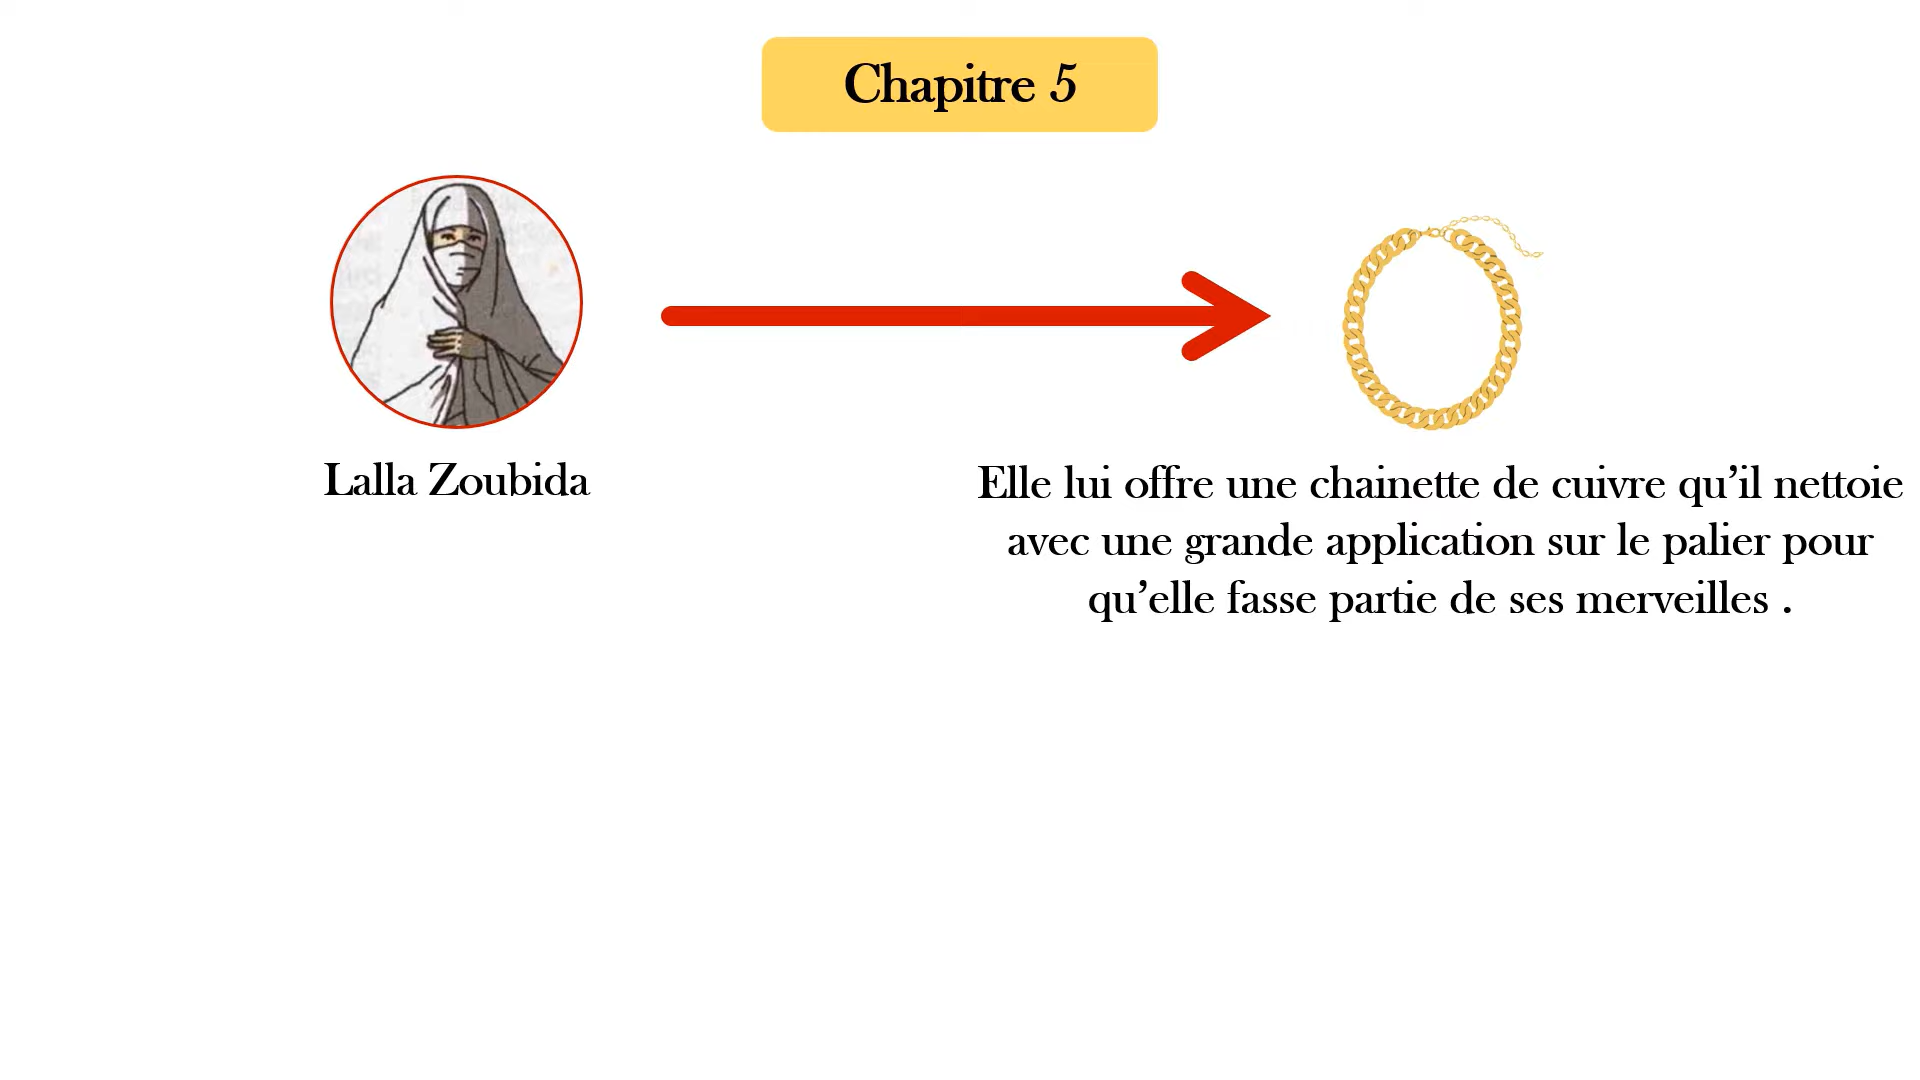 Chapitre 5
Lalla Zoubida
Elle lui offre une chainette de cuivre qu’il nettoie
avec une grande application sur le palier pour
qu’elle fasse partie de ses merveilles .